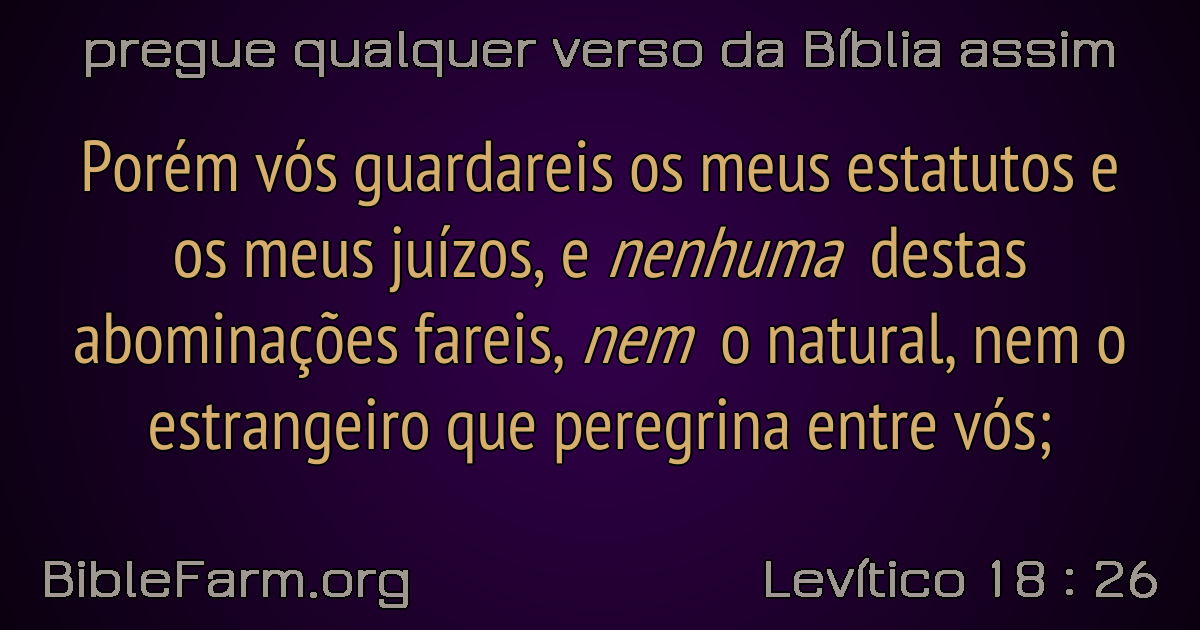 pregue qualquer verso da Bíblia assim
Porém vós guardareis os meus estatutos e
os meus juízos, e nenhuma destas
abominações fareis, nem o natural, nem o
estrangeiro que peregrina entre vós;
BibleFarm.org
Levítico 18 : 26